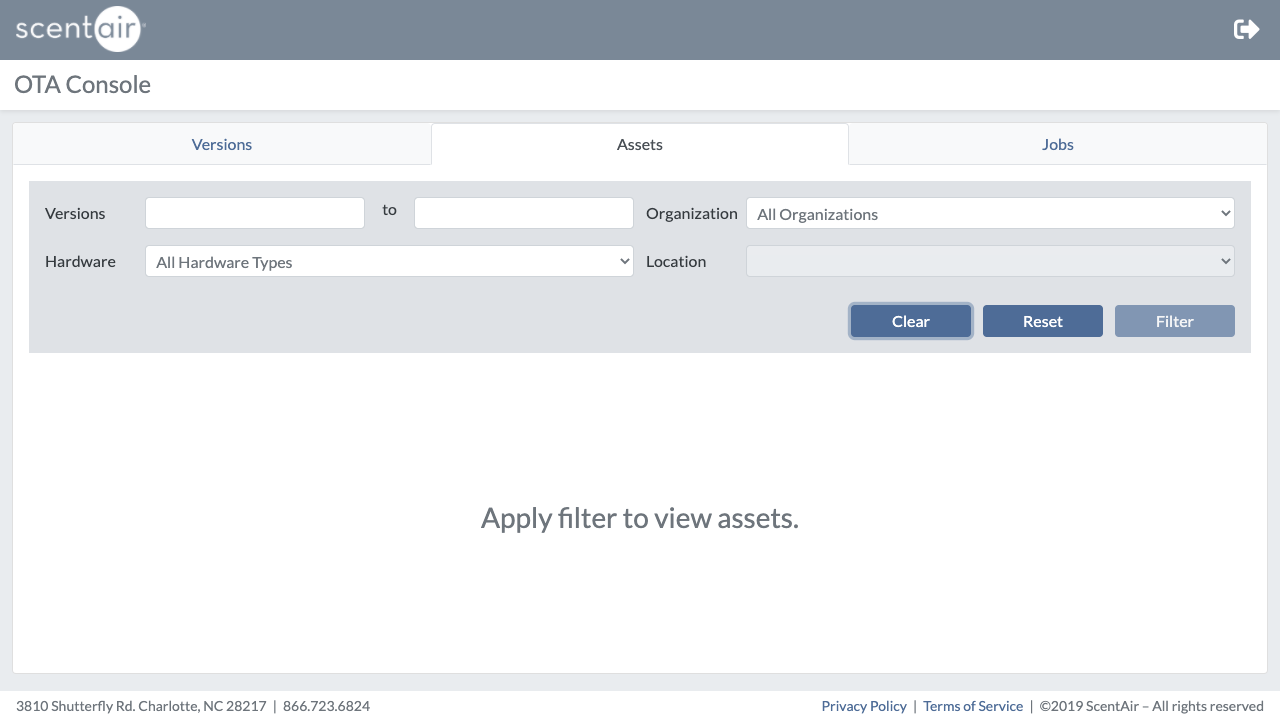 scentair
OTA Console
Versions
Assets
Jobs
Versions
to
Organization
All Organizations
Hardware
All Hardware Types
Location
Clear
Reset
Filter
Apply filter to view assets.
3810 Shutterfly Rd. Charlotte, NC 28217 | 866.723.6824
Privacy Policy | Terms of Service | ©2019 ScentAir – All rights reserved